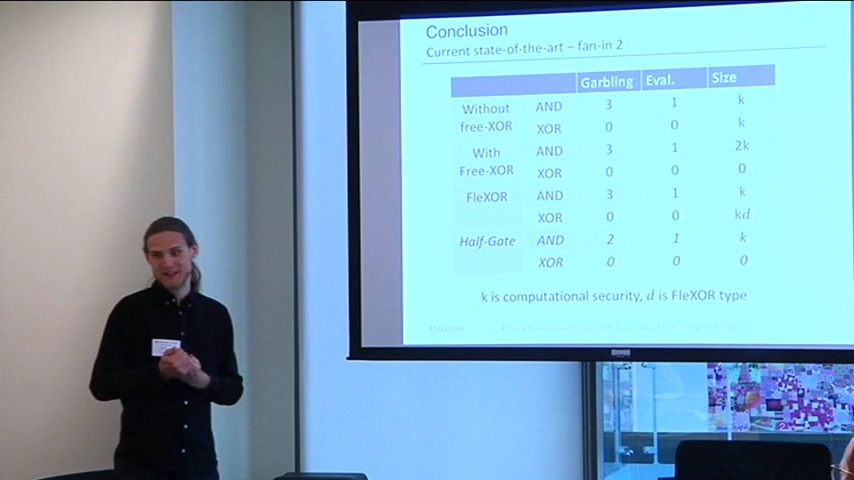 Conclusion
Current state-of-the-art – fan-in 2
Garbling Eval. Size
Without AND 3 1 k
free-XOR XOR 0 0 k
With AND 3 1 2k
Free-XOR XOR 0 0 0
FleXOR AND 3 1 k
XOR 0 0 kd
Half-Gate AND 2 1 k
XOR 0 0 0
k is computational security, d is FleXOR type